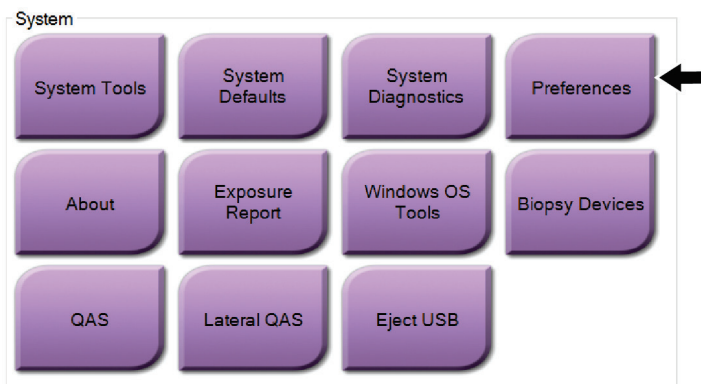 System
System Tools
System
Defaults
System
Diagnostics
Preferences
About
Exposure
Report
Windows OS
Tools
Biopsy Devices
QAS
Lateral QAS
Eject USB